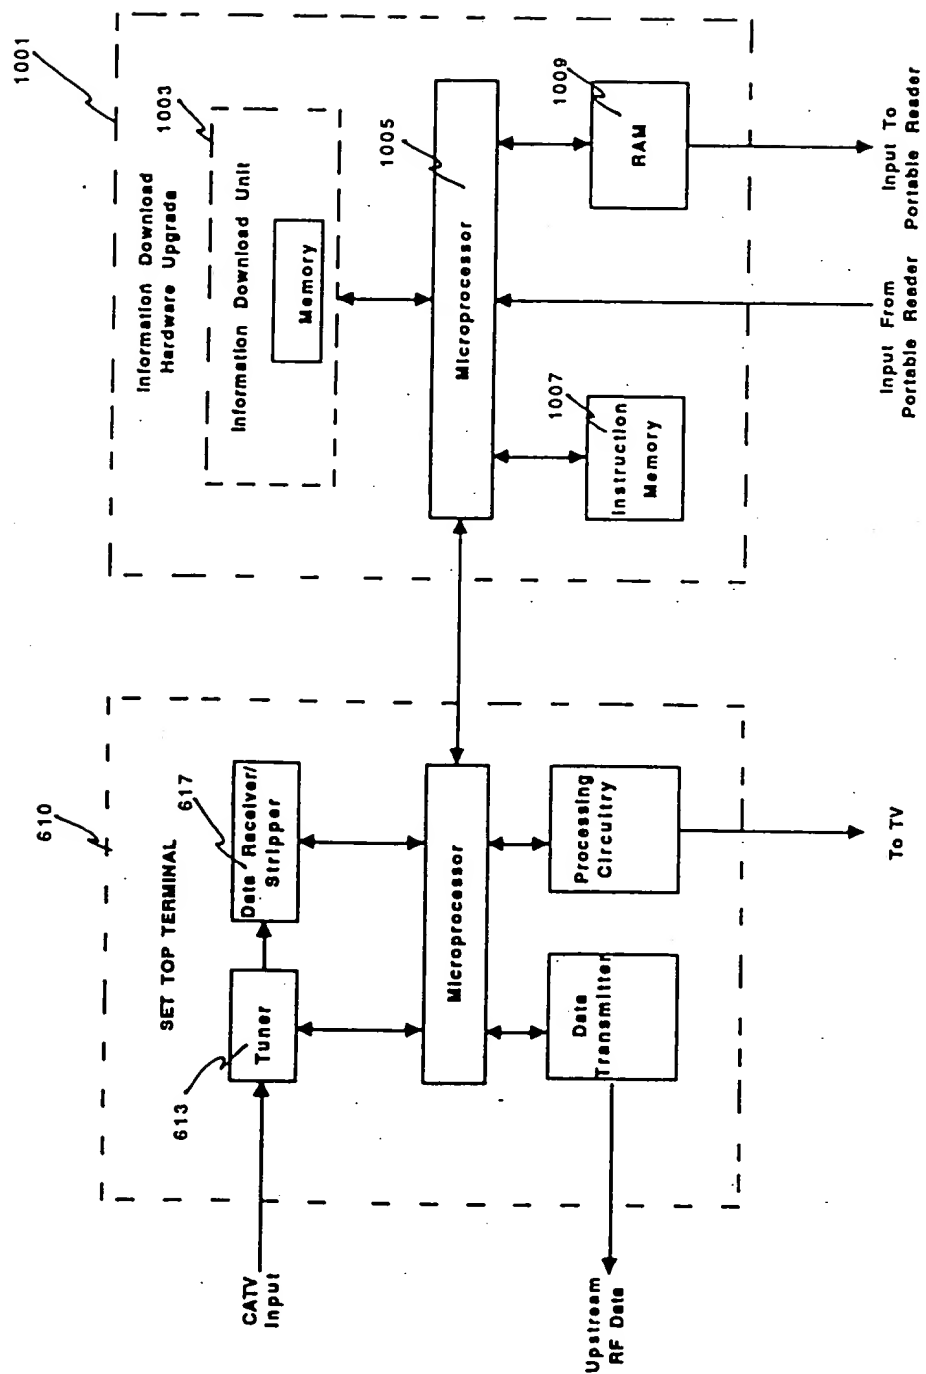 610
SET TOP TERMINAL
617
613
Tuner
Data Receiver/
Stripper
CATV
Input
Microprocessor
Data
Transmitter
Processing
Circuitry
Upstream
RF Data
To TV
1001
Information Download
Hardware Upgrade
1003
Information Download Unit
Memory
1005
Microprocessor
1007
Instruction
Memory
1009
RAM
Input From
Portable Reader
Input To
Portable Reader